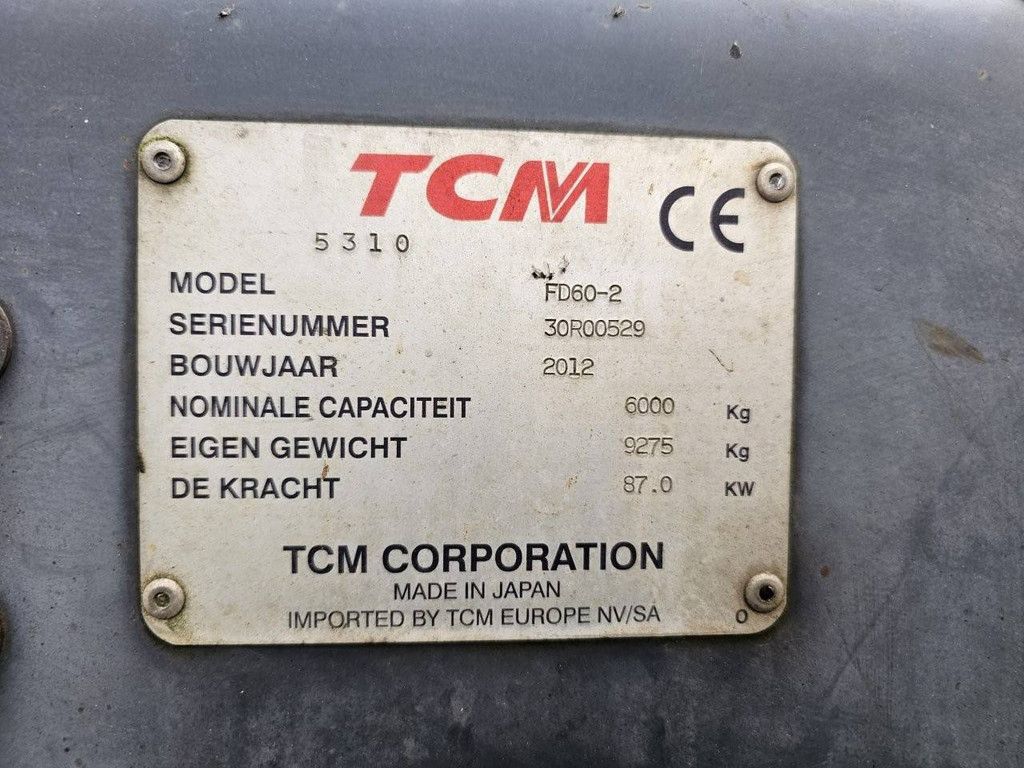 TCM
CE
5310
MODEL FD60-2
SERIENUMMER 30R00529
BOUWJAAR 2012
NOMINALE CAPACITEIT 6000 Kg
EIGEN GEWICHT 9275 Kg
DE KRACHT 87.0 KW
TCM CORPORATION
MADE IN JAPAN
IMPORTED BY TCM EUROPE NV/SA 0